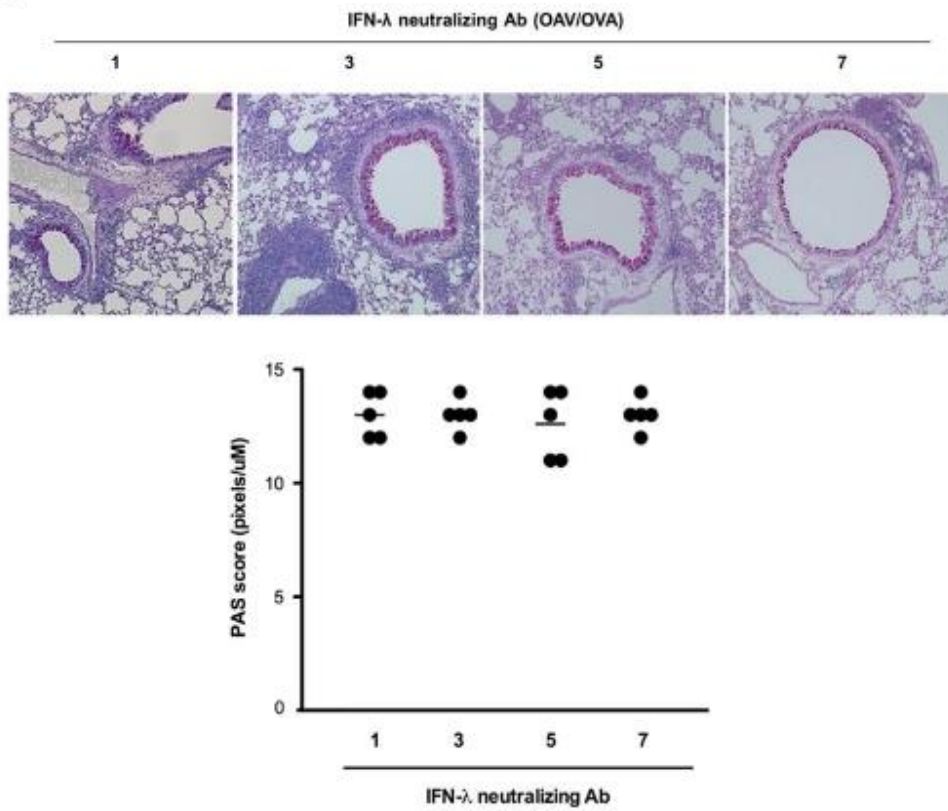 IFN-λ neutralizing Ab (OAV/OVA)
1 3 5 7
15
10
5
0
PAS score (pixels/uM)
1 3 5 7
IFN-λ neutralizing Ab